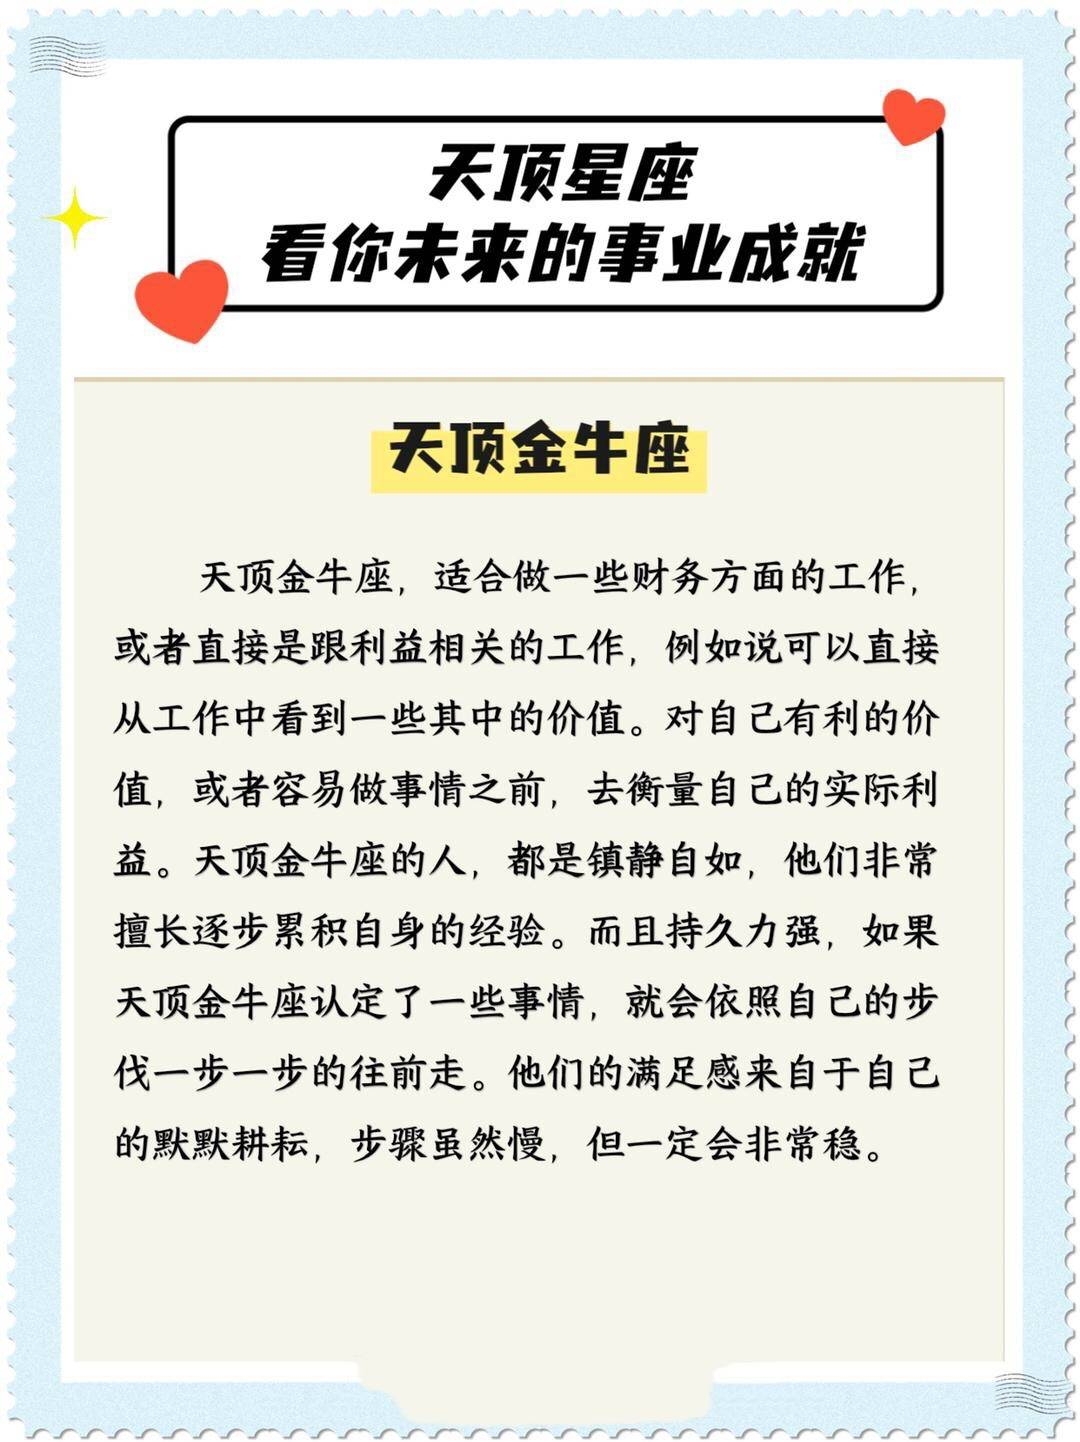 天顶星座
看你未来的事业成就
天顶金牛座
天顶金牛座，适合做一些财务方面的工作，
或者直接是跟利益相关的工作，例如说可以直接
从工作中看到一些其中的价值。对自己有利的价
值，或者容易做事情之前，去衡量自己的实际利
益。天顶金牛座的人，都是镇静自如，他们非常
擅长逐步累积自身的经验。而且持久力强，如果
天顶金牛座认定了一些事情，就会依照自己的步
伐一步一步的往前走。他们的满足感来自于自己
的默默耕耘，步骤虽然慢，但一定会非常稳。